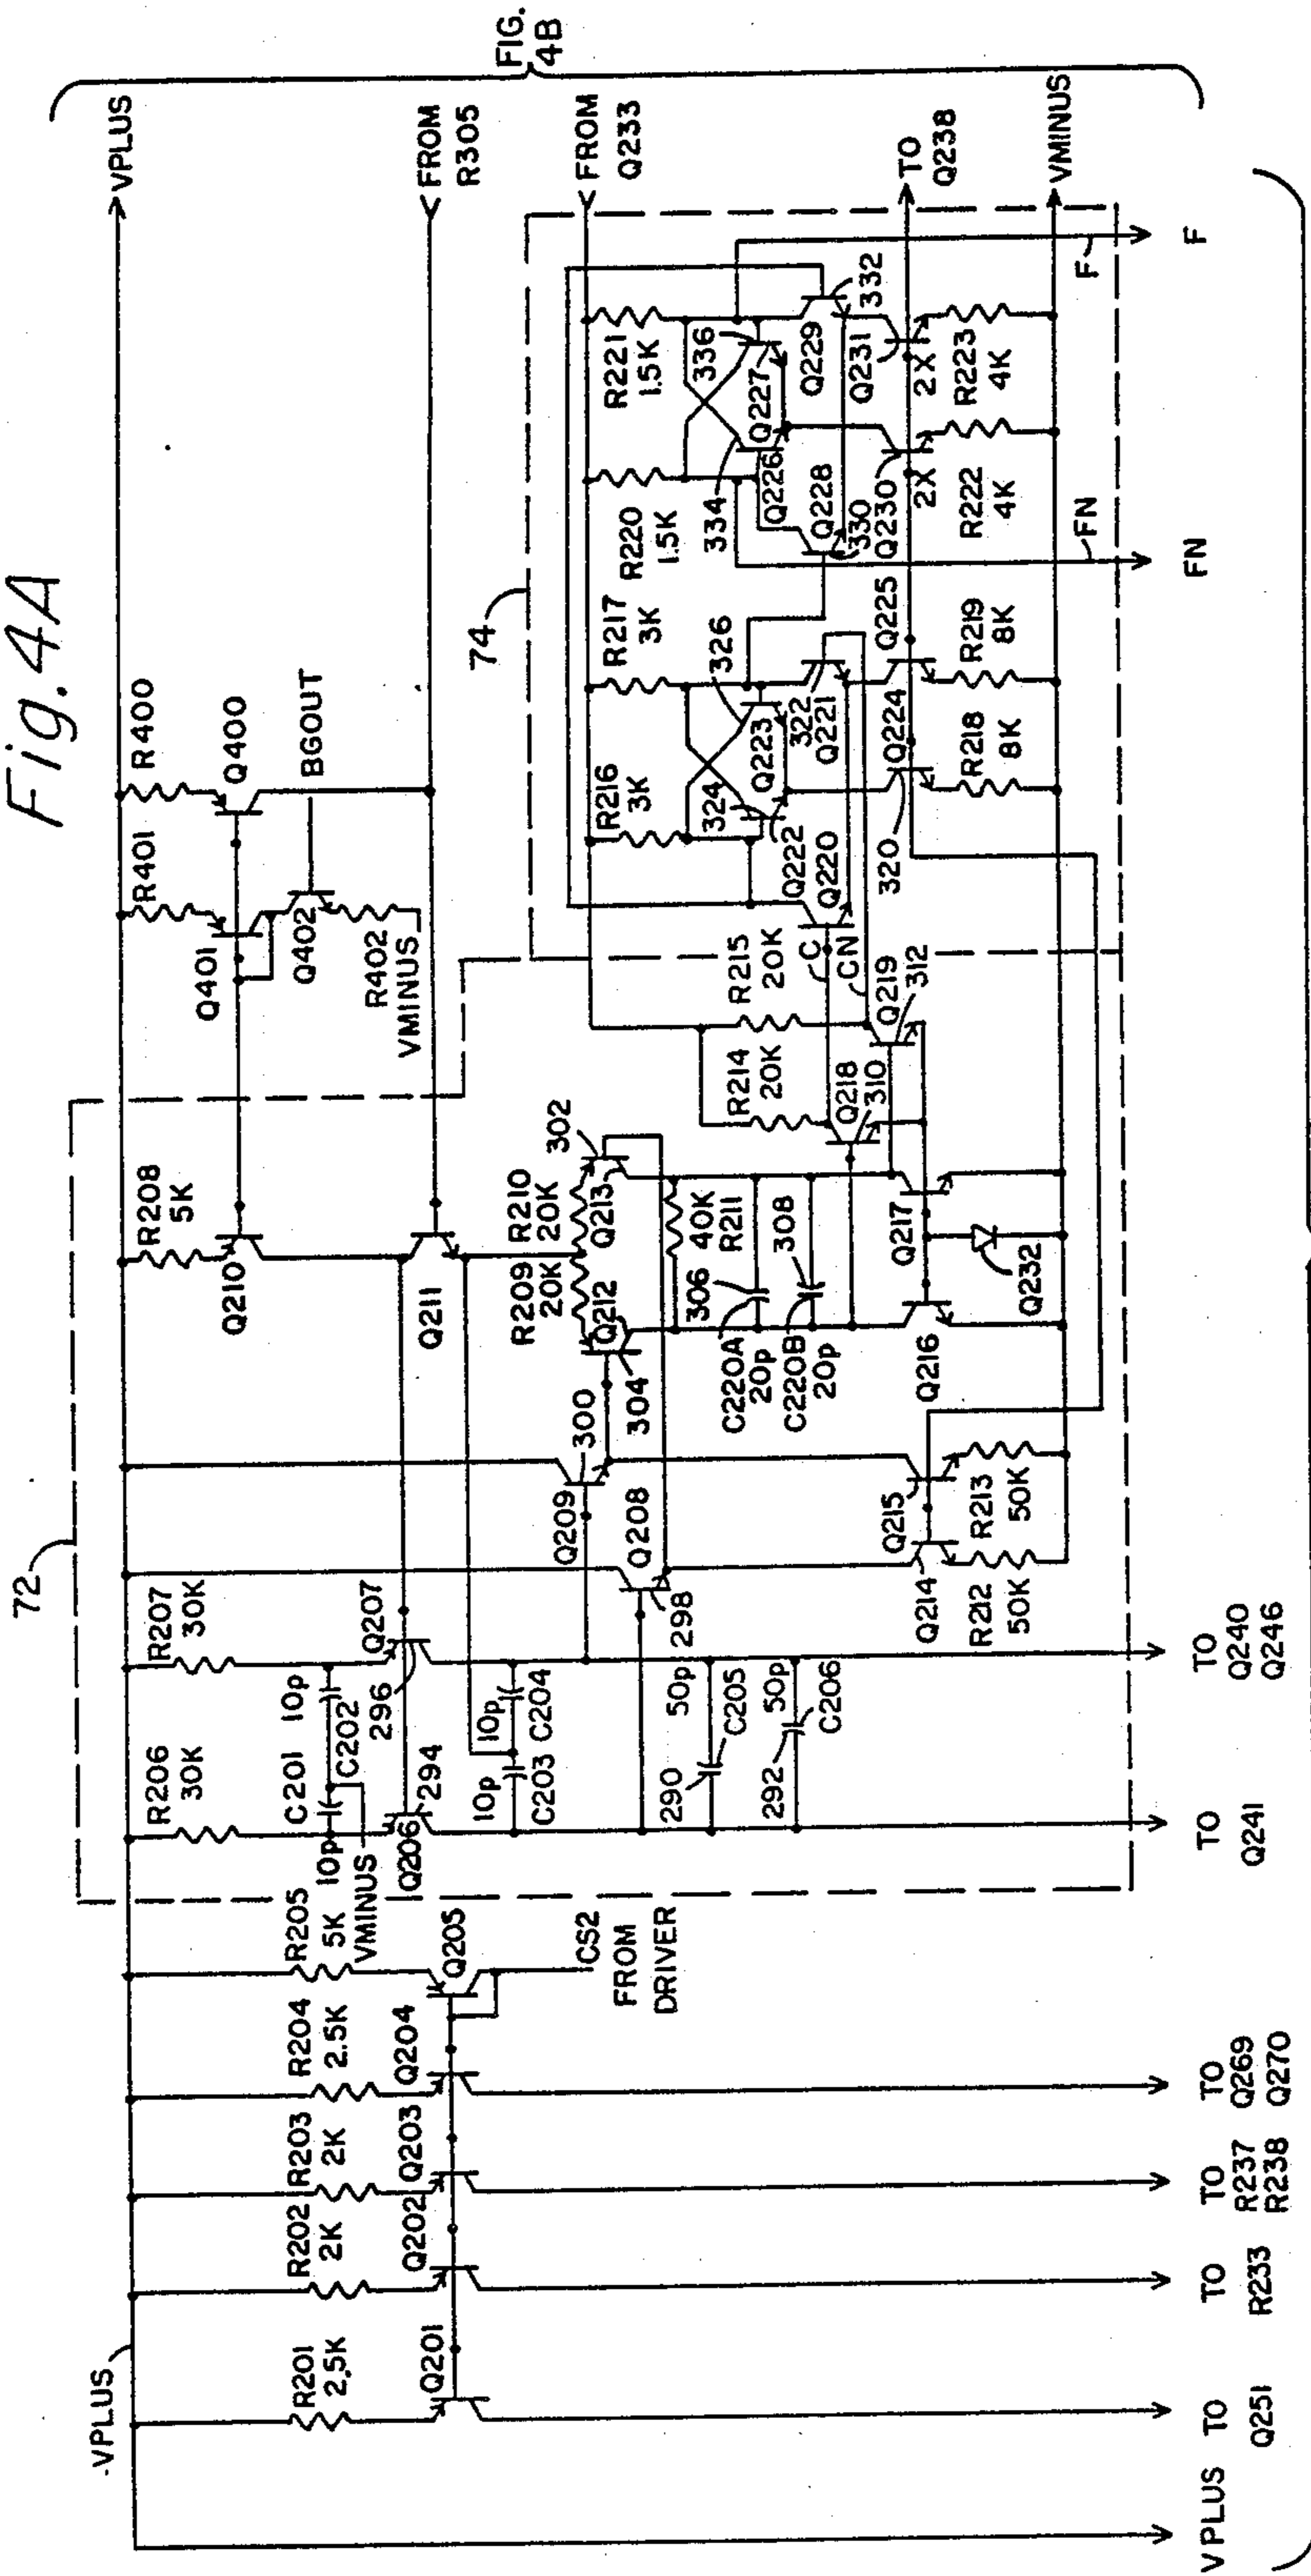 Fig. 4A
FIG.
4B
VPLUS
FROM
R305
FROM
Q233
TO
Q238
VMINUS
F
F
FN
FN
R400
Q400
R401
Q401
BGOUT
Q402
R402
VMINUS
74
R221
1.5K
336
Q227
Q229
332
Q231
2X
R223
4K
R220
1.5K
334
Q226
Q228
330
Q230
2X
R222
4K
R217
3K
326
Q223
322
Q221
Q225
R219
8K
R216
3K
324
Q222
Q220
320
Q224
R218
8K
C
CN
R215
20K
Q219
312
R214
20K
Q218
310
72
R208
5K
Q210
Q211
302
R210
20K
Q213
R209
20K
Q212
304
40K
R211
306
308
C220A
20p
C220B
20p
Q217
Q232
Q216
300
Q209
Q208
298
Q215
R213
50K
Q214
R212
50K
R207
30K
Q207
296
10p
C202
C201
10p
R206
30K
294
Q206
VMINUS
10p
C204
10p
C203
50p
C205
290
50p
C206
292
TO
Q240
Q246
TO
Q241
R205
5K
Q205
CS2
FROM
DRIVER
R204
2.5K
Q204
R203
2K
Q203
R202
2K
Q202
R201
2.5K
Q201
-VPLUS
TO
Q269
Q270
TO
R237
R238
TO
R233
TO
Q251
VPLUS